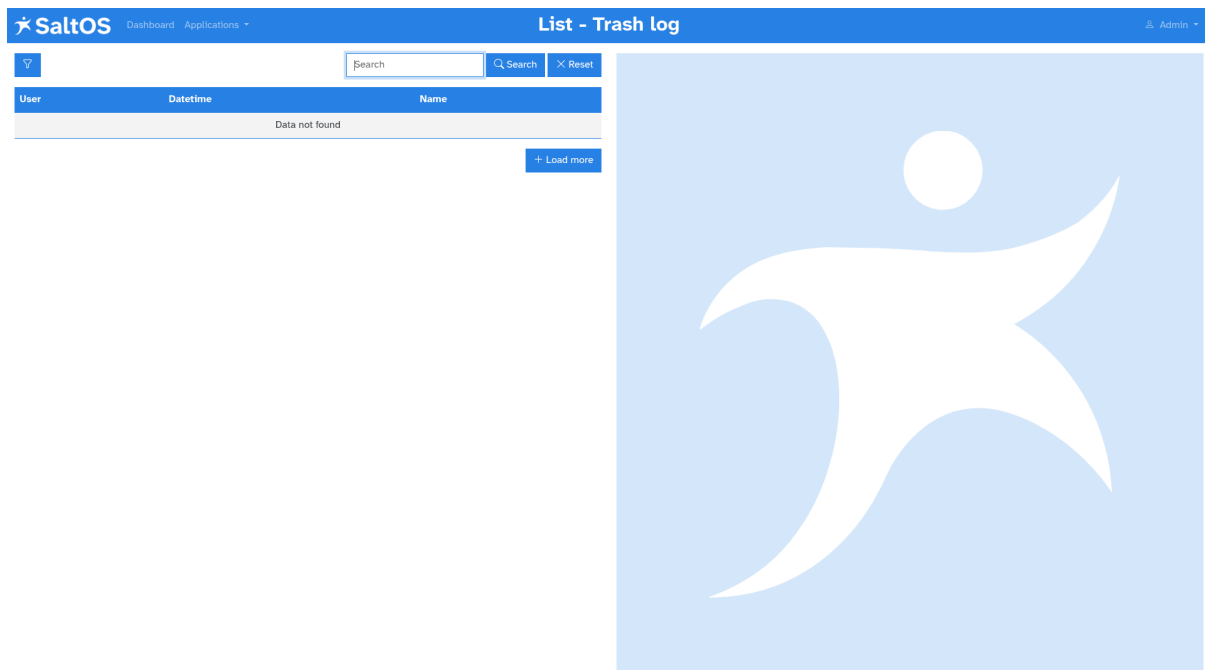 SaltOS Dashboard Applications List - Trash log Admin
Search Search Reset
User Datetime Name
Data not found
+ Load more